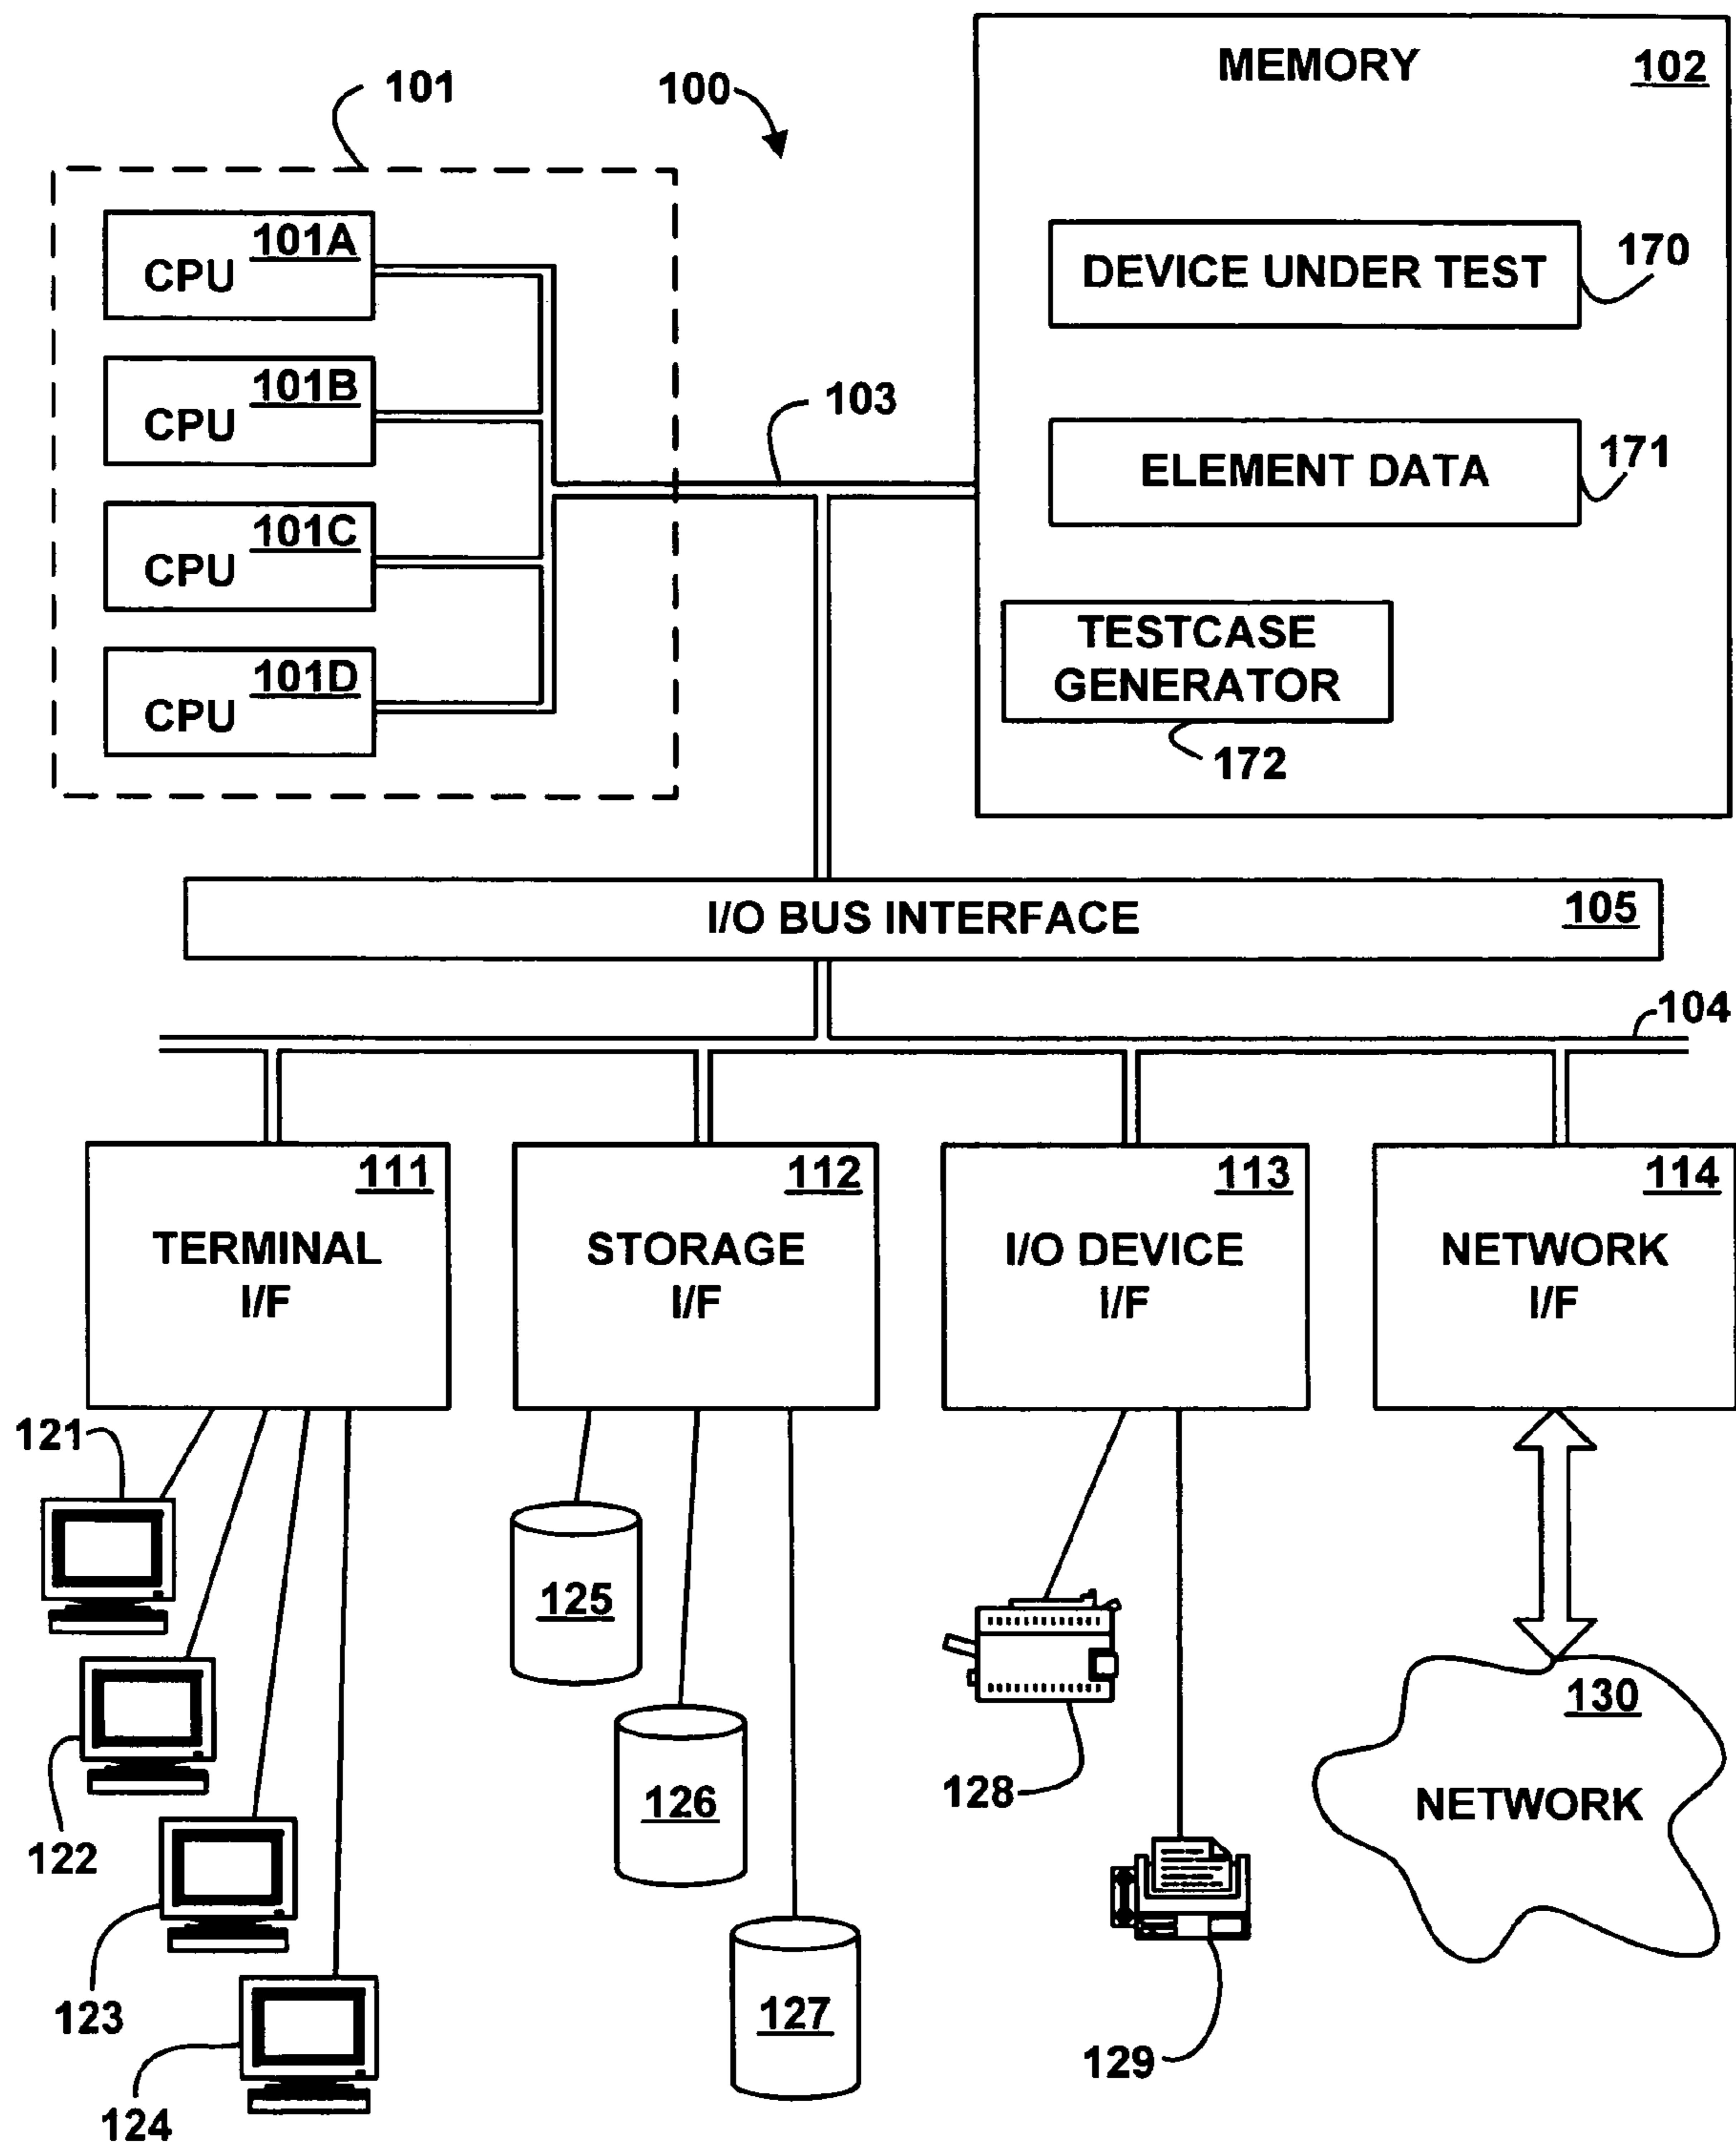 101
100
MEMORY 102
101A
CPU
101B
CPU
101C
CPU
101D
CPU
103
DEVICE UNDER TEST
170
ELEMENT DATA
171
TESTCASE
GENERATOR
172
I/O BUS INTERFACE 105
104
111
TERMINAL
I/F
112
STORAGE
I/F
113
I/O DEVICE
I/F
114
NETWORK
I/F
121
122
123
124
125
126
127
128
129
130
NETWORK